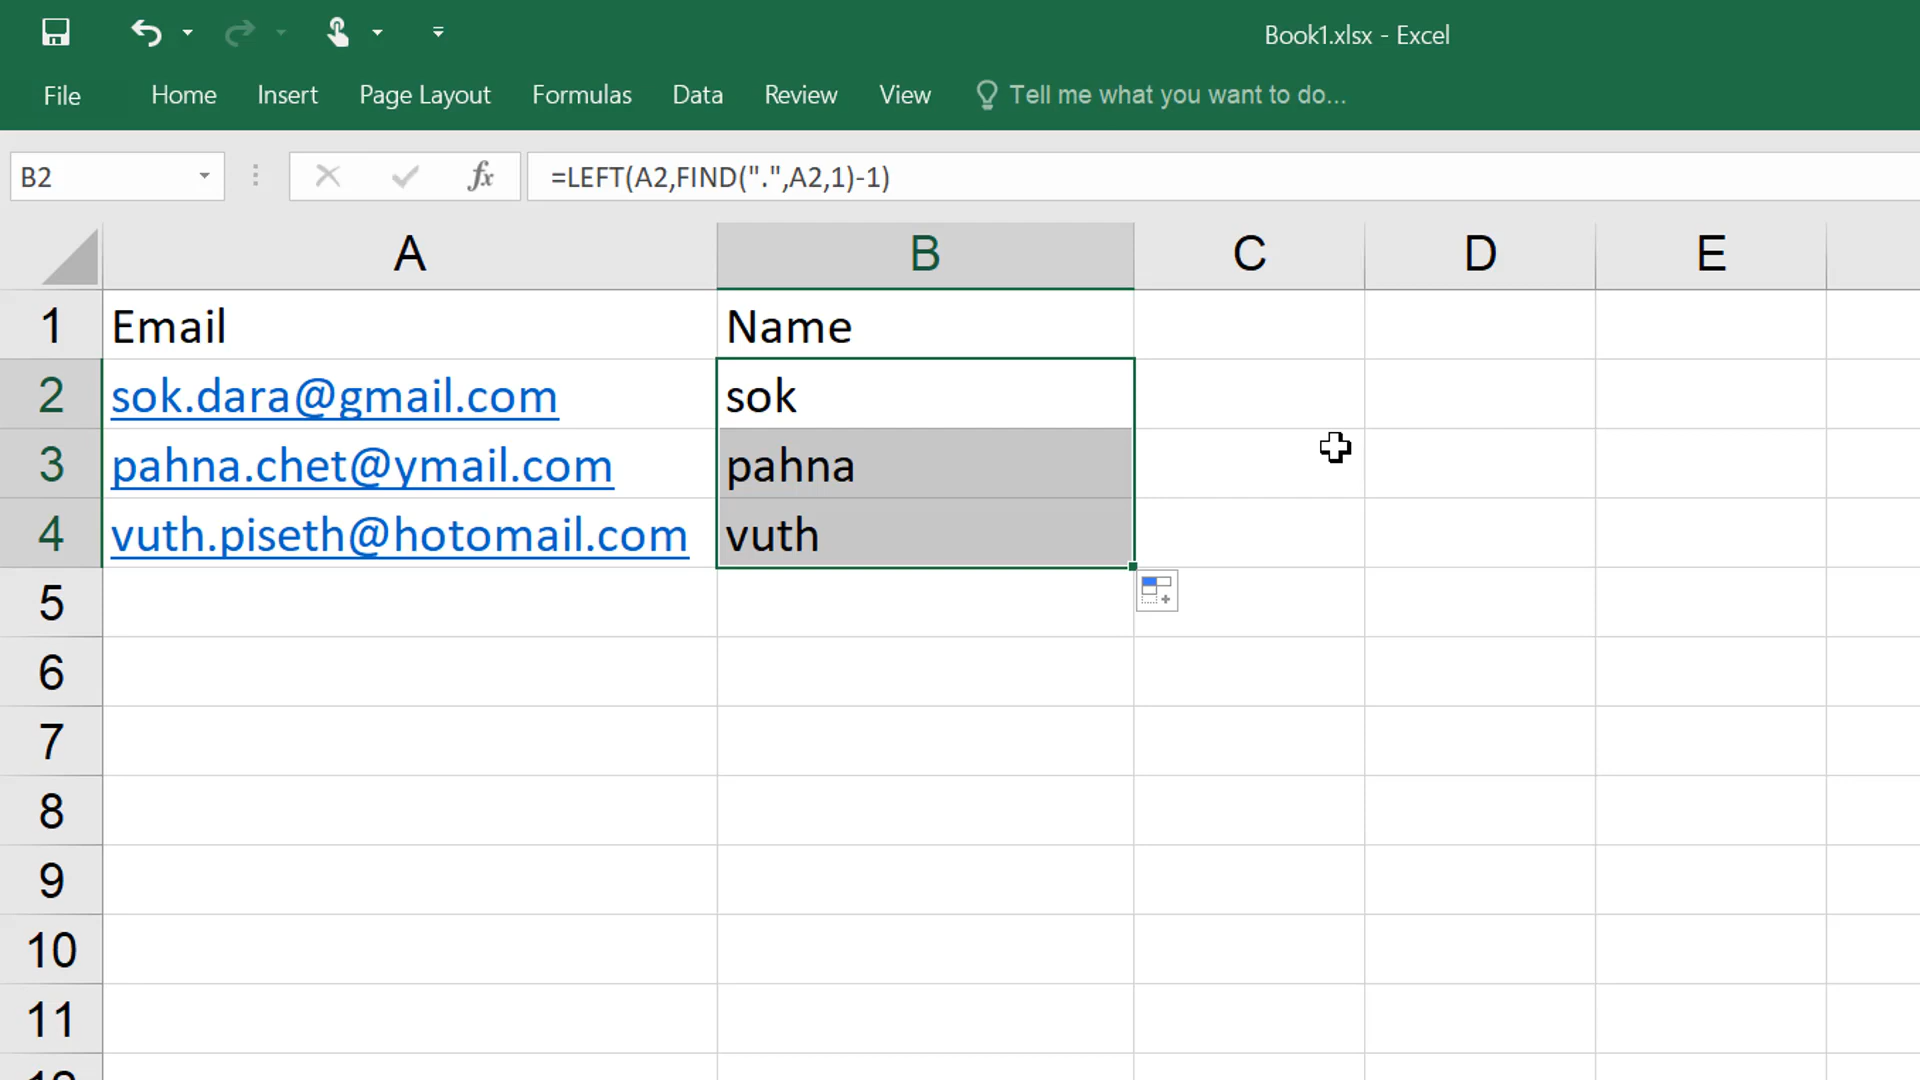 Book1.xlsx - Excel
File Home Insert Page Layout Formulas Data Review View Tell me what you want to do...
B2 fx =LEFT(A2,FIND(".",A2,1)-1)
A B C D E
1 Email Name
2 sok.dara@gmail.com sok
3 pahna.chet@ymail.com pahna
4 vuth.piseth@hotomail.com vuth
5
6
7
8
9
10
11